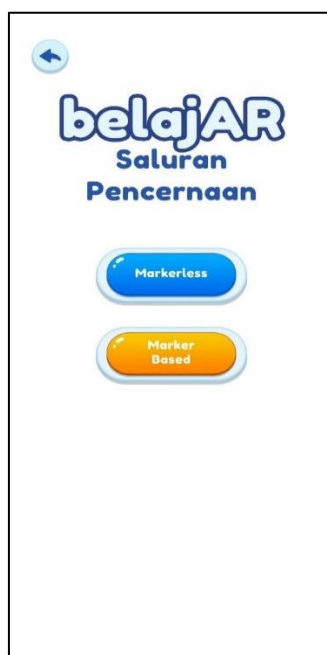 belajAR
Saluran
Pencernaan
Markerless
Marker
Based